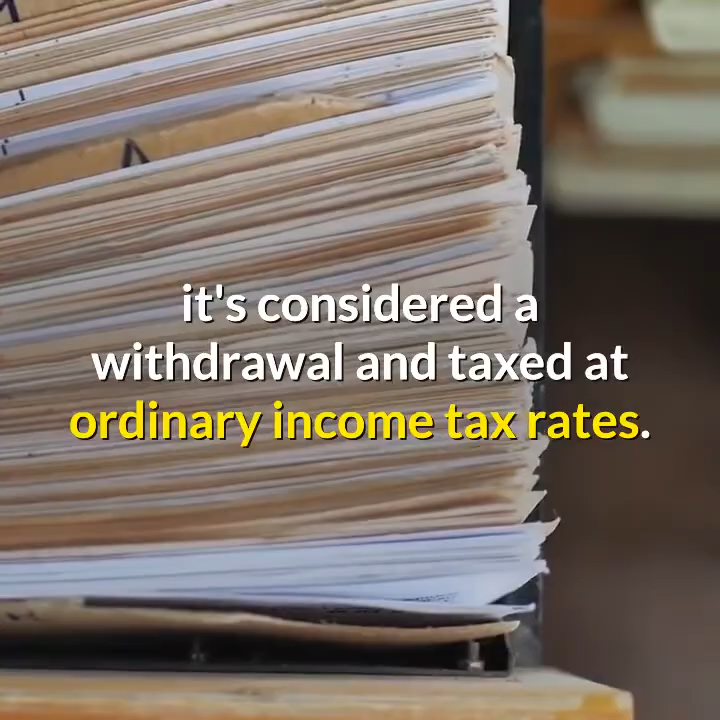 it's considered a
withdrawal and taxed at
ordinary income tax rates.